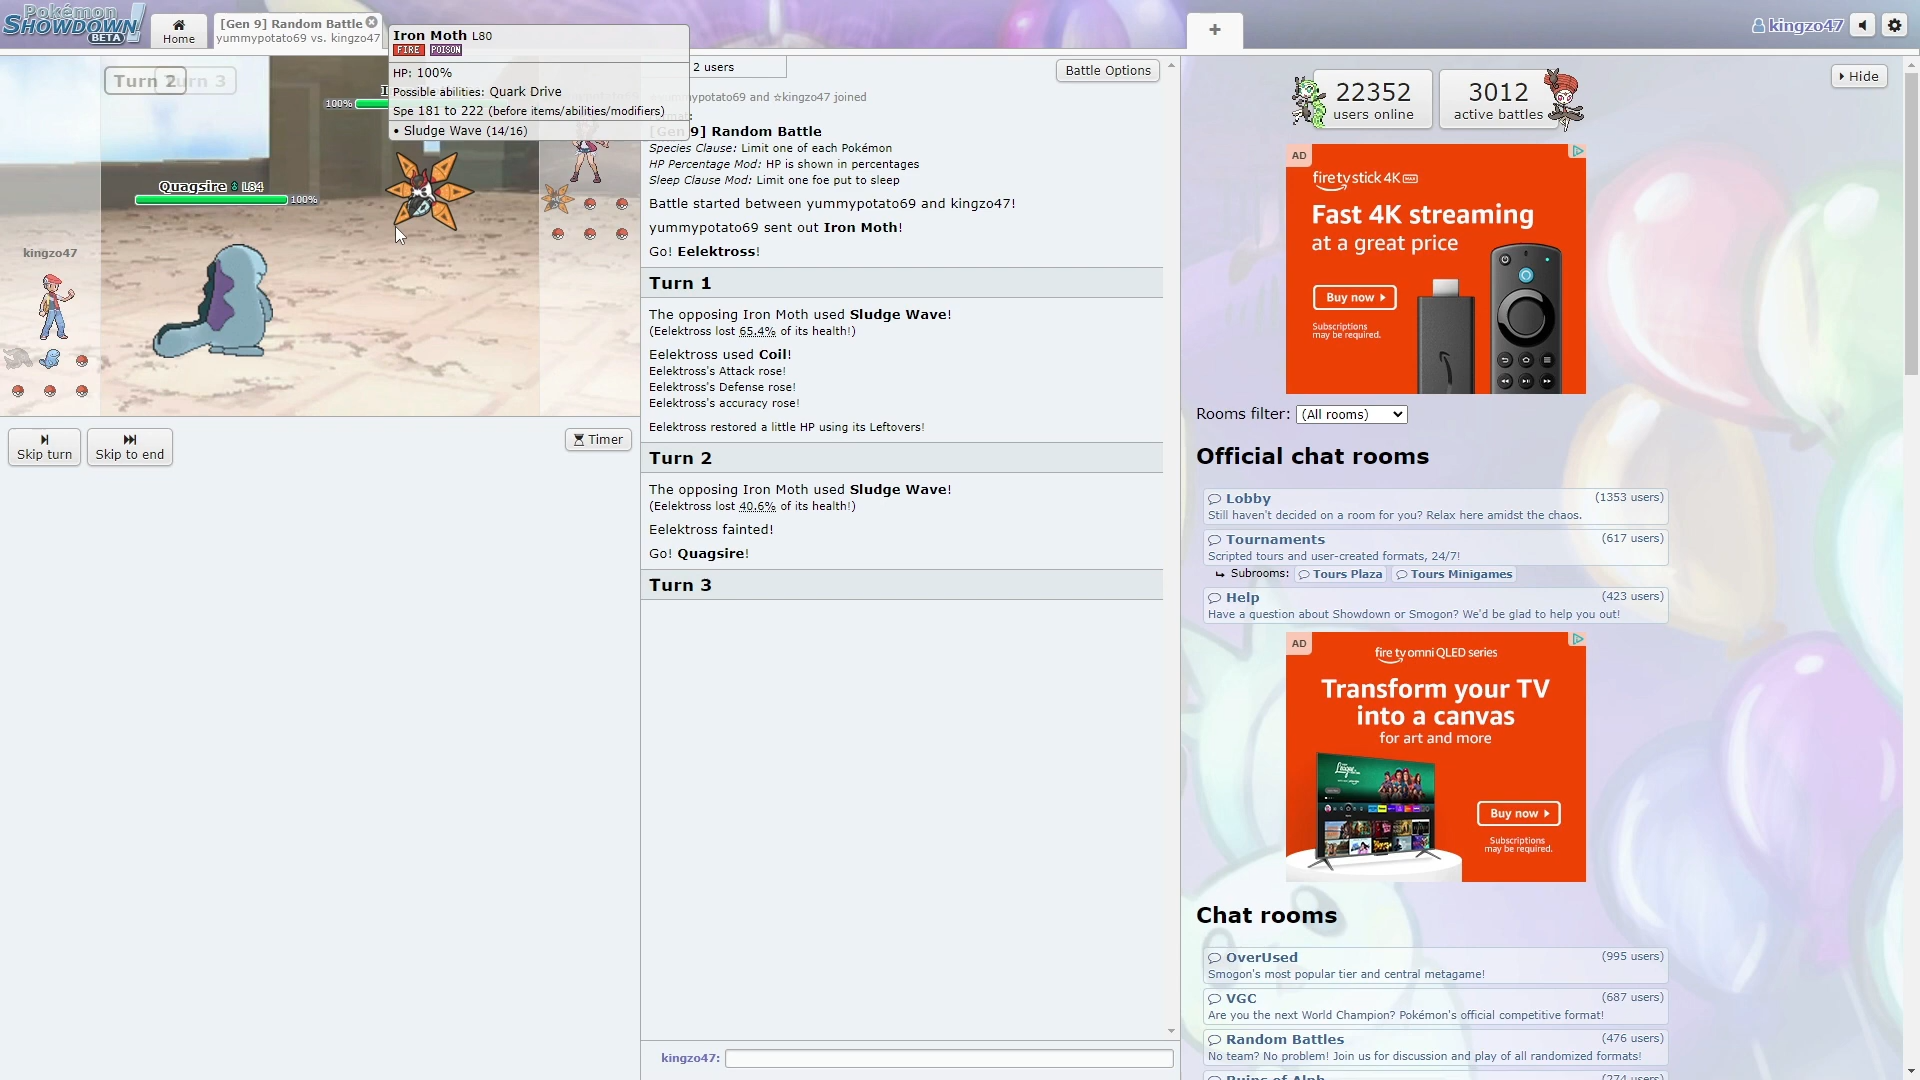 Pokémon
SHOWDOWN!
BETA
Home
[Gen 9] Random Battle
yummypotato69 vs. kingzo47
+
kingzo47
Iron Moth L80
FIRE POISON
HP: 100%
Possible abilities: Quark Drive
Spe 181 to 222 (before items/abilities/modifiers)
• Sludge Wave (14/16)
Turn 2
Turn 3
100%
Quagsire L84
100%
kingzo47
Skip turn
Skip to end
Timer
2 users
Battle Options
potato69 and ☆kingzo47 joined
[Gen 9] Random Battle
Species Clause: Limit one of each Pokémon
HP Percentage Mod: HP is shown in percentages
Sleep Clause Mod: Limit one foe put to sleep
Battle started between yummypotato69 and kingzo47!
yummypotato69 sent out Iron Moth!
Go! Eelektross!
Turn 1
The opposing Iron Moth used Sludge Wave!
(Eelektross lost 65.4% of its health!)
Eelektross used Coil!
Eelektross's Attack rose!
Eelektross's Defense rose!
Eelektross's accuracy rose!
Eelektross restored a little HP using its Leftovers!
Turn 2
The opposing Iron Moth used Sludge Wave!
(Eelektross lost 40.6% of its health!)
Eelektross fainted!
Go! Quagsire!
Turn 3
kingzo47:
22352
users online
3012
active battles
Hide
AD
fire tv stick 4K MAX
Fast 4K streaming
at a great price
Buy now
Subscriptions
may be required.
Rooms filter: (All rooms)
Official chat rooms
Lobby (1353 users)
Still haven't decided on a room for you? Relax here amidst the chaos.
Tournaments (617 users)
Scripted tours and user-created formats, 24/7!
Subrooms: Tours Plaza Tours Minigames
Help (423 users)
Have a question about Showdown or Smogon? We'd be glad to help you out!
AD
fire tv omni QLED series
Transform your TV
into a canvas
for art and more
Buy now
Subscriptions
may be required.
Chat rooms
OverUsed (995 users)
Smogon's most popular tier and central metagame!
VGC (687 users)
Are you the next World Champion? Pokémon's official competitive format!
Random Battles (476 users)
No team? No problem! Join us for discussion and play of all randomized formats!
Ruins of Alph (274 users)